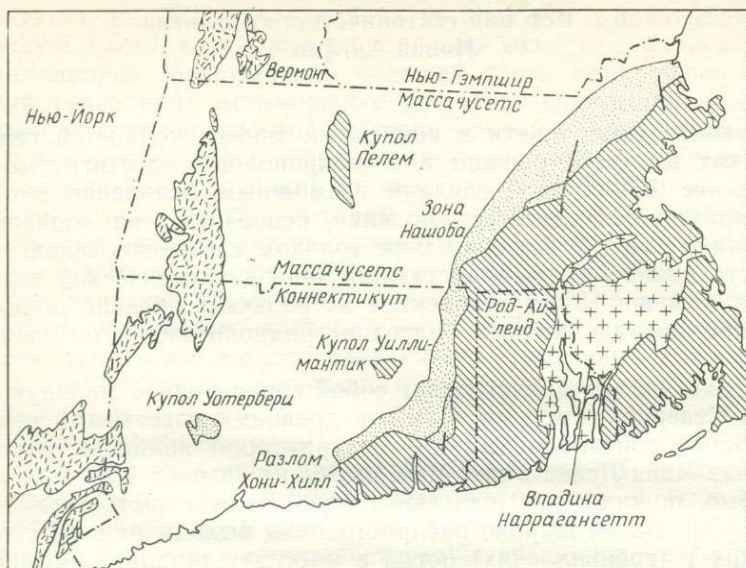 Вермонт
Нью-Гэмпшир
Массачусетс
Нью-Йорк
Купол
Пелем
Зона
Нашоба
Массачусетс
Коннектикут
Род-Ай-
ленд
Купол Уилли-
мантик
Купол Уотербери
Разлом
Хони-Хилл
Впадина
Наррагансетт